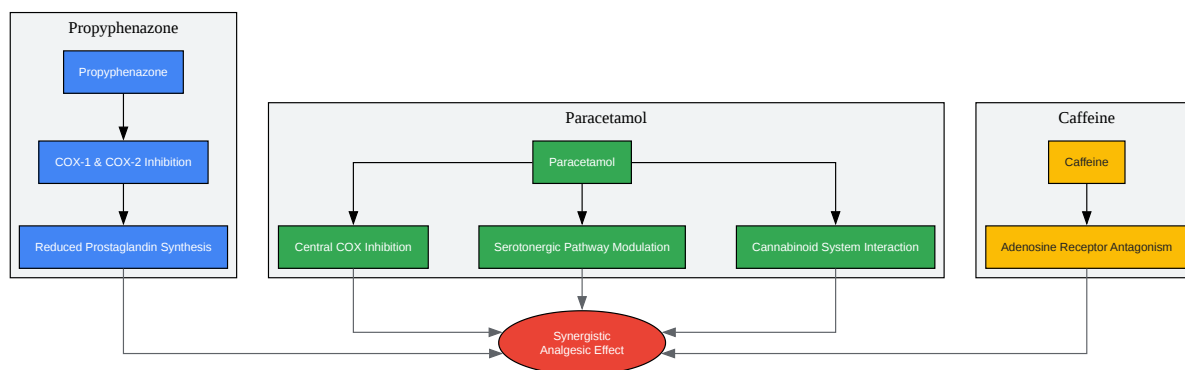 Propyphenazone
Propyphenazone
COX-1 & COX-2 Inhibition
Reduced Prostaglandin Synthesis
Paracetamol
Paracetamol
Central COX Inhibition
Serotonergic Pathway Modulation
Cannabinoid System Interaction
Caffeine
Caffeine
Adenosine Receptor Antagonism
Synergistic
Analgesic Effect